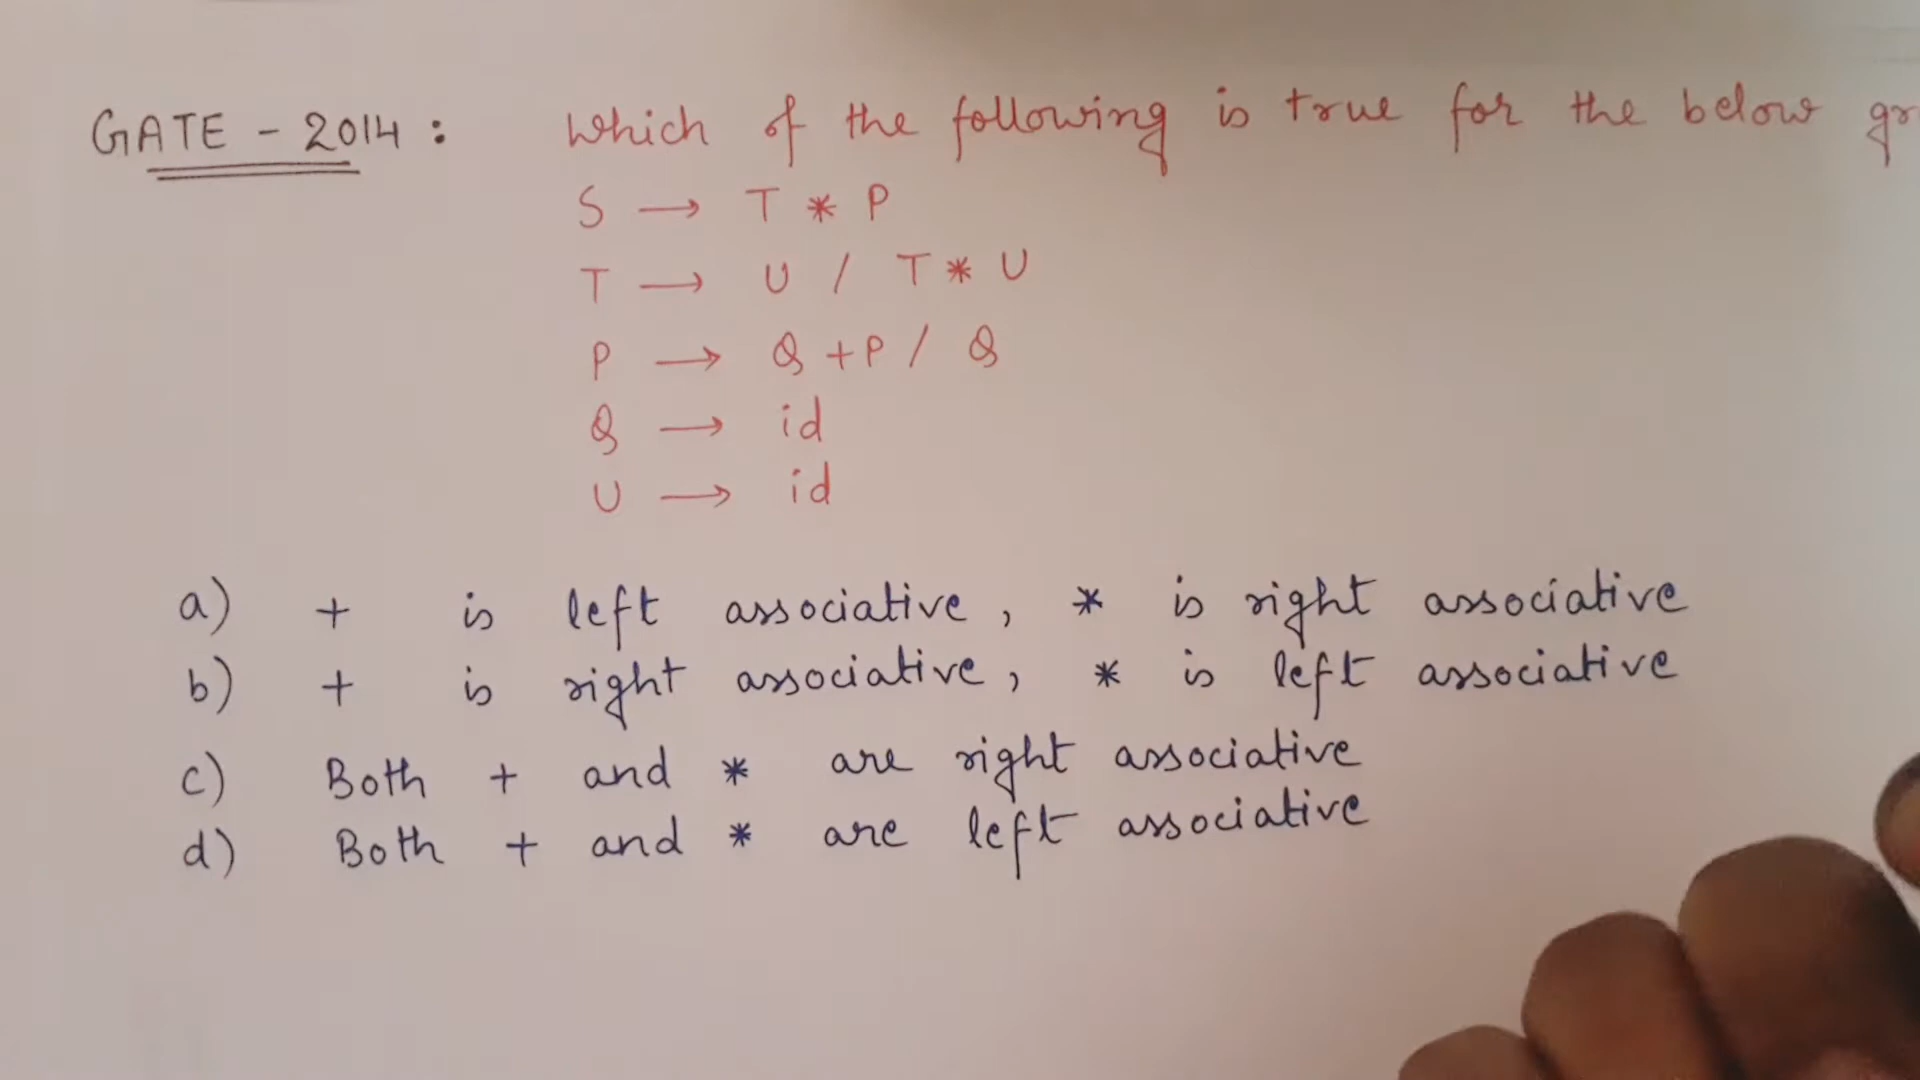 GATE - 2014 : Which of the following is true for the below
S → T * P
T → U / T * U
P → Q + P / Q
Q → id
U → id
a) + is left associative, * is right associative
b) + is right associative, * is left associative
c) Both + and * are right associative
d) Both + and * are left associative